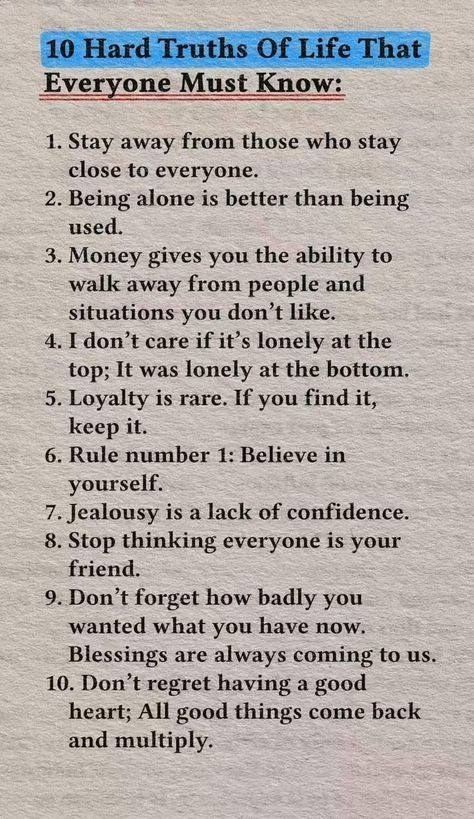 10 Hard Truths Of Life That
Everyone Must Know:
1. Stay away from those who stay
close to everyone.
2. Being alone is better than being
used.
3. Money gives you the ability to
walk away from people and
situations you don’t like.
4. I don’t care if it’s lonely at the
top; It was lonely at the bottom.
5. Loyalty is rare. If you find it,
keep it.
6. Rule number 1: Believe in
yourself.
7. Jealousy is a lack of confidence.
8. Stop thinking everyone is your
friend.
9. Don’t forget how badly you
wanted what you have now.
Blessings are always coming to us.
10. Don’t regret having a good
heart; All good things come back
and multiply.